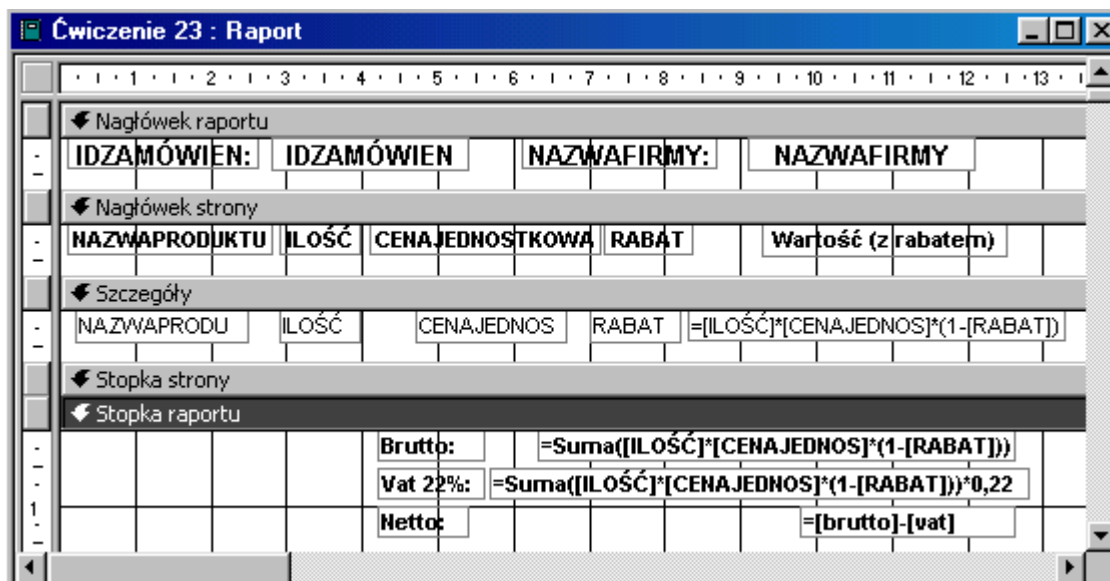 Ćwiczenie 23 : Raport
1 2 3 4 5 6 7 8 9 10 11 12 13
Nagłówek raportu
IDZAMÓWIEN: IDZAMÓWIEN NAZWAFIRMY: NAZWAFIRMY
Nagłówek strony
NAZWAPRODUKTU ILOŚĆ CENAJEDNOSTKOWA RABAT Wartość (z rabatem)
Szczegóły
NAZWAPRODU ILOŚĆ CENAJEDNOS RABAT =[ILOŚĆ]*[CENAJEDNOS]*(1-[RABAT])
Stopka strony
Stopka raportu
Brutto: =Suma([ILOŚĆ]*[CENAJEDNOS]*(1-[RABAT]))
Vat 22%: =Suma([ILOŚĆ]*[CENAJEDNOS]*(1-[RABAT]))*0,22
1
Netto: =[brutto]-[vat]